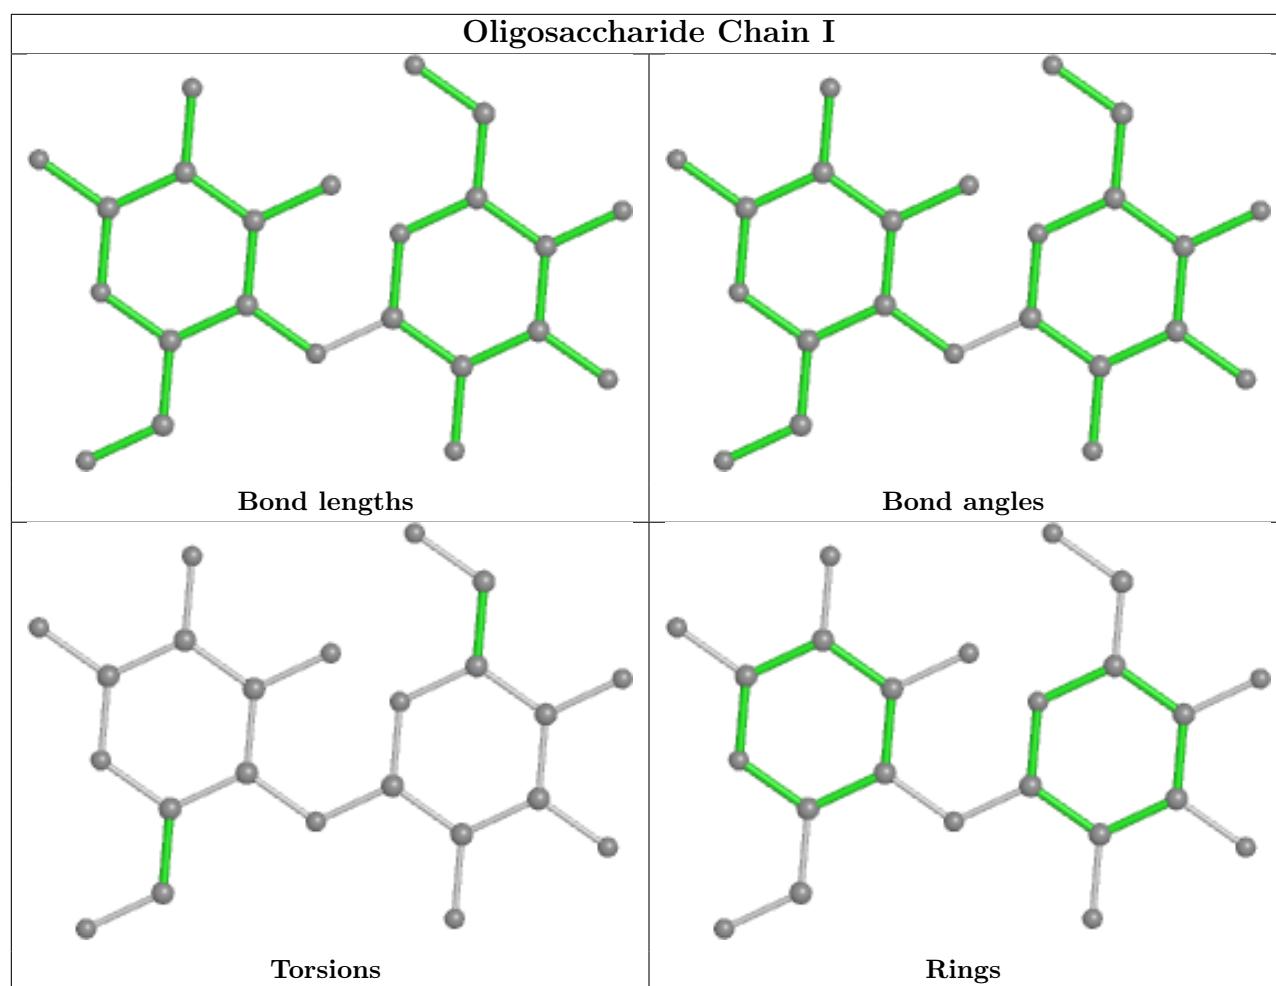 Oligosaccharide Chain I
Bond lengths
Bond angles
Torsions
Rings